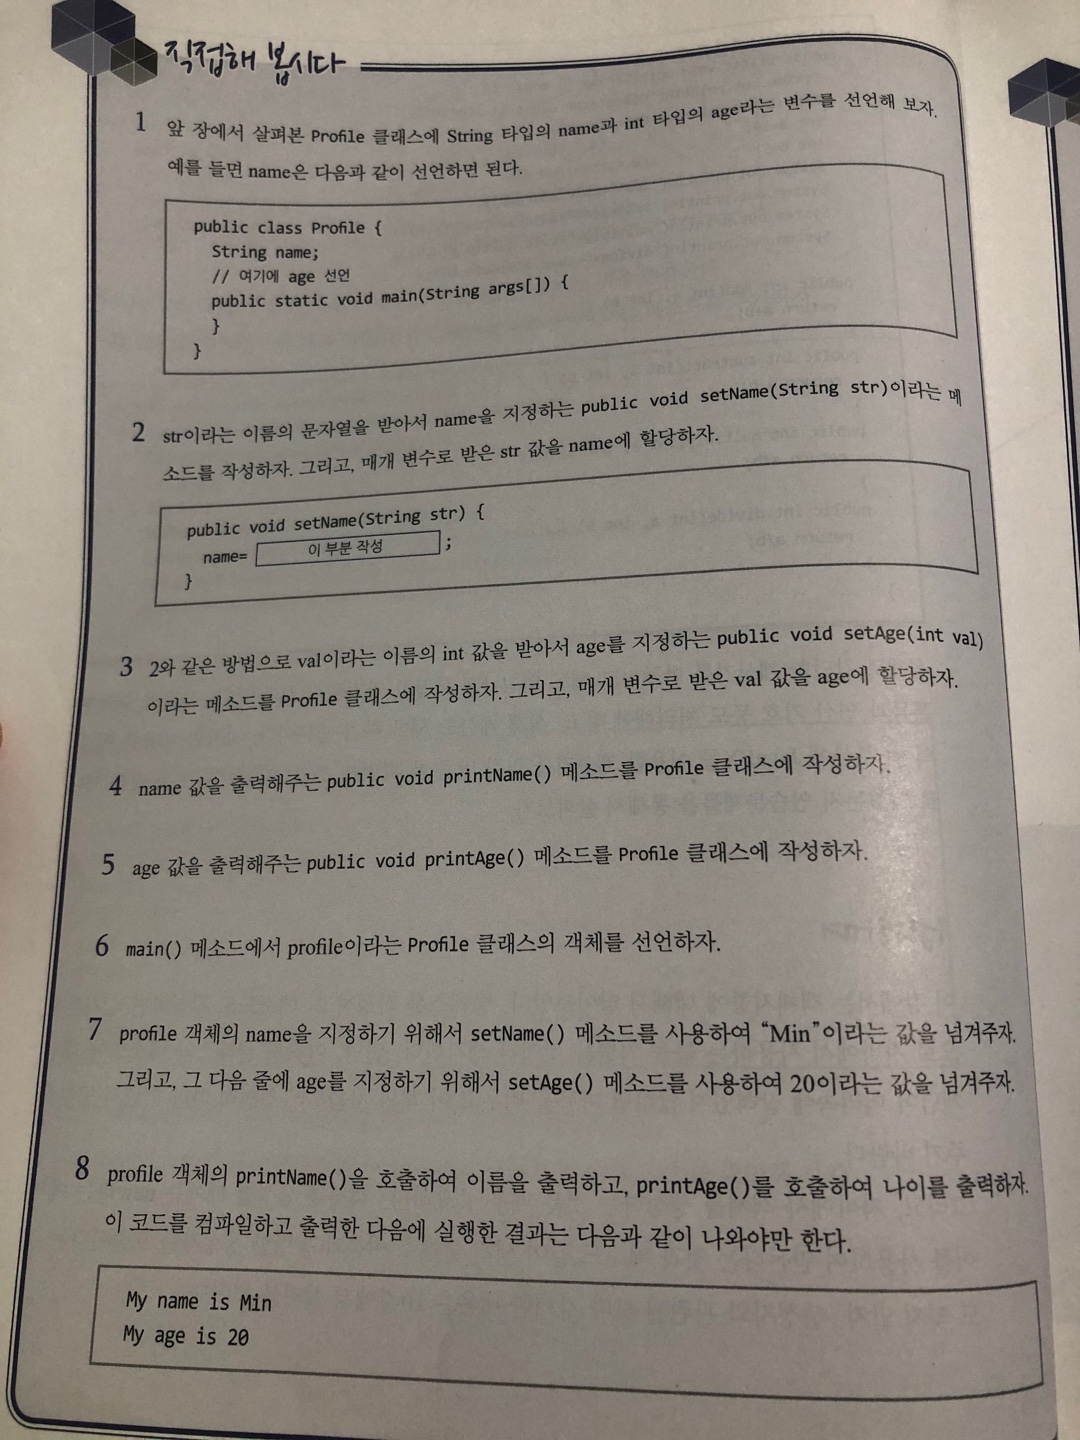 직접해 봅시다
1 앞 장에서 살펴본 Profile 클래스에 String 타입의 name과 int 타입의 age라는 변수를 선언해 보자.
예를 들면 name은 다음과 같이 선언하면 된다.
public class Profile {
String name;
// 여기에 age 선언
public static void main(String args[]) {
}
}
2 str이라는 이름의 문자열을 받아서 name을 지정하는 public void setName(String str)이라는 메
소드를 작성하자. 그리고, 매개 변수로 받은 str 값을 name에 할당하자.
public void setName(String str) {
name= 이 부분 작성 ;
}
3 2와 같은 방법으로 val이라는 이름의 int 값을 받아서 age를 지정하는 public void setAge(int val)
이라는 메소드를 Profile 클래스에 작성하자. 그리고, 매개 변수로 받은 val 값을 age에 할당하자.
4 name 값을 출력해주는 public void printName() 메소드를 Profile 클래스에 작성하자.
5 age 값을 출력해주는 public void printAge() 메소드를 Profile 클래스에 작성하자.
6 main() 메소드에서 profile이라는 Profile 클래스의 객체를 선언하자.
7 profile 객체의 name을 지정하기 위해서 setName() 메소드를 사용하여 “Min”이라는 값을 넘겨주자.
그리고, 그 다음 줄에 age를 지정하기 위해서 setAge() 메소드를 사용하여 20이라는 값을 넘겨주자.
8 profile 객체의 printName()을 호출하여 이름을 출력하고, printAge()를 호출하여 나이를 출력하자.
이 코드를 컴파일하고 출력한 다음에 실행한 결과는 다음과 같이 나와야만 한다.
My name is Min
My age is 20